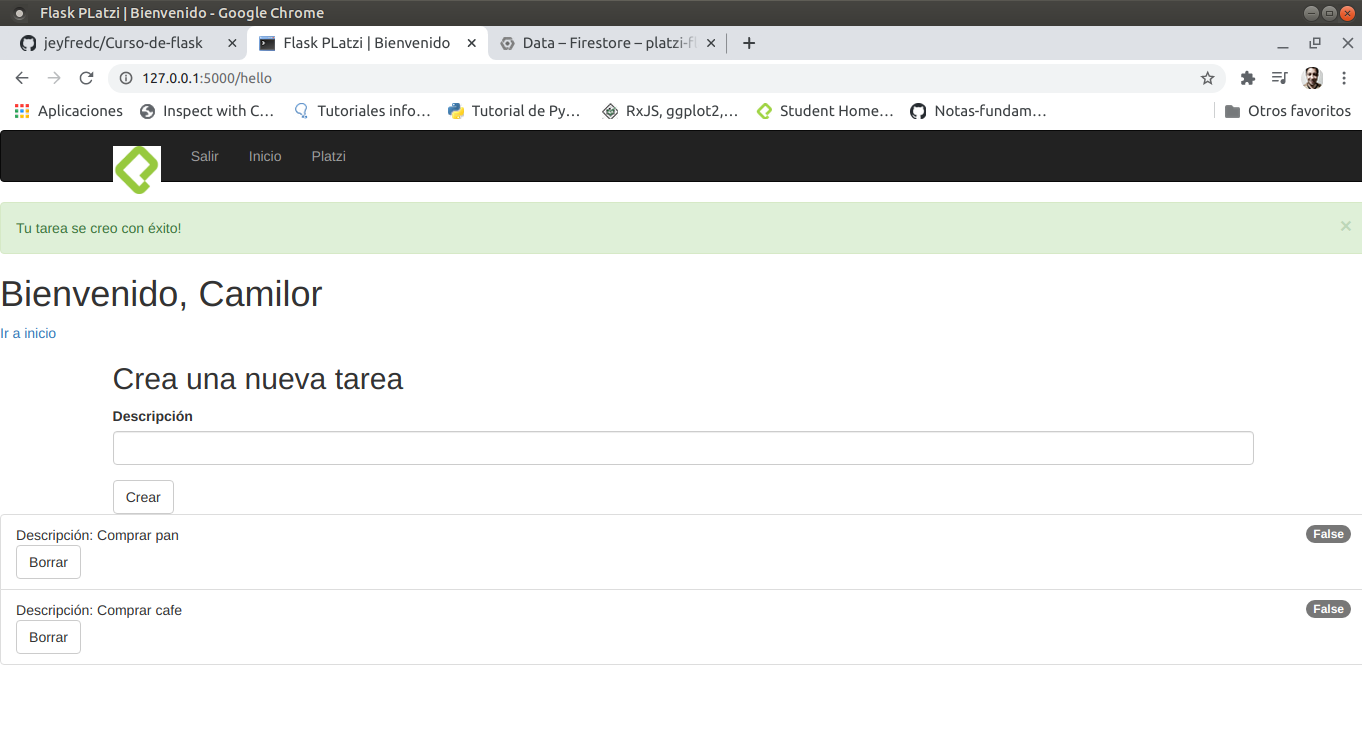 Flask PLatzi | Bienvenido - Google Chrome
jeyfredc/Curso-de-flask
Flask PLatzi | Bienvenido
Data – Firestore – platzi-fl
127.0.0.1:5000/hello
Aplicaciones
Inspect with C…
Tutoriales info…
Tutorial de Py…
RxJS, ggplot2,…
Student Home…
Notas-fundam…
Otros favoritos
Salir
Inicio
Platzi
Tu tarea se creo con éxito!
×
Bienvenido, Camilor
Ir a inicio
Crea una nueva tarea
Descripción
Crear
Descripción: Comprar pan
False
Borrar
Descripción: Comprar cafe
False
Borrar